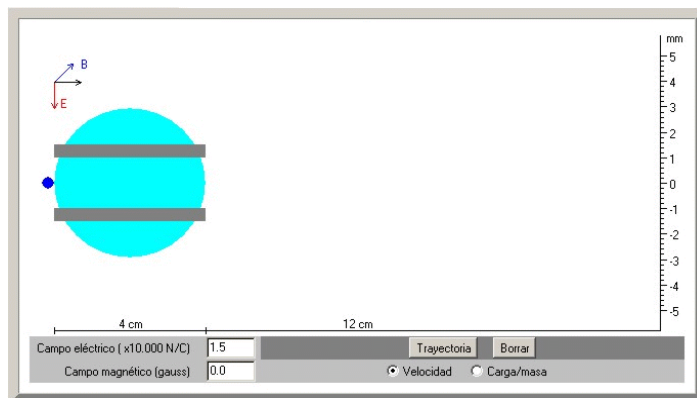 mm
B
E
5
4
3
2
1
0
-1
-2
-3
-4
-5
4 cm 12 cm
Campo eléctrico ( x10.000 N/C) 1.5 Trayectoria Borrar
Campo magnético (gauss) 0.0 Velocidad Carga/masa